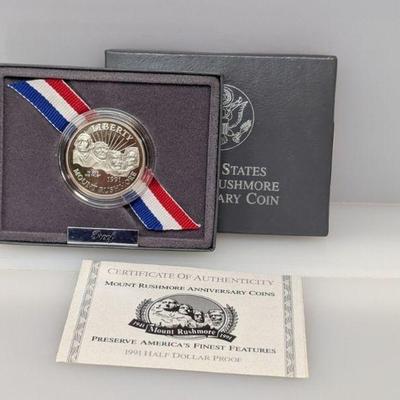 LIBERTY
1991
MOUNT RUSHMORE
Proof
STATES
RUSHMORE
ARY COIN
CERTIFICATE OF AUTHENTICITY
MOUNT RUSHMORE ANNIVERSARY COINS
1941 Mount Rushmore 1991
PRESERVE AMERICA'S FINEST FEATURES
1991 HALF DOLLAR PROOF